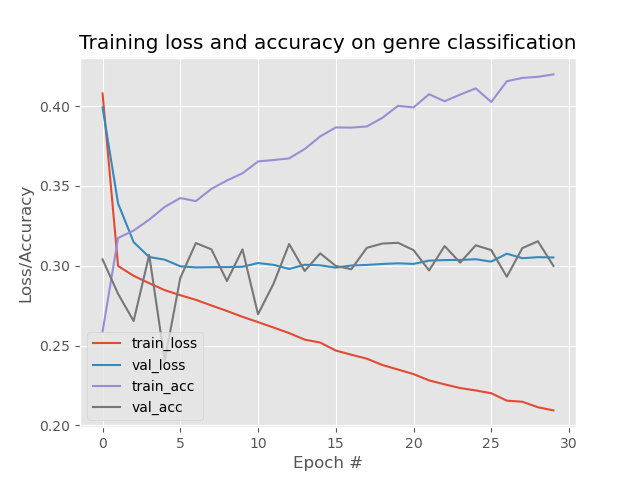 Training loss and accuracy on genre classification
Loss/Accuracy
0.40
0.35
0.30
0.25
0.20
train_loss
val_loss
train_acc
val_acc
0 5 10 15 20 25 30
Epoch #